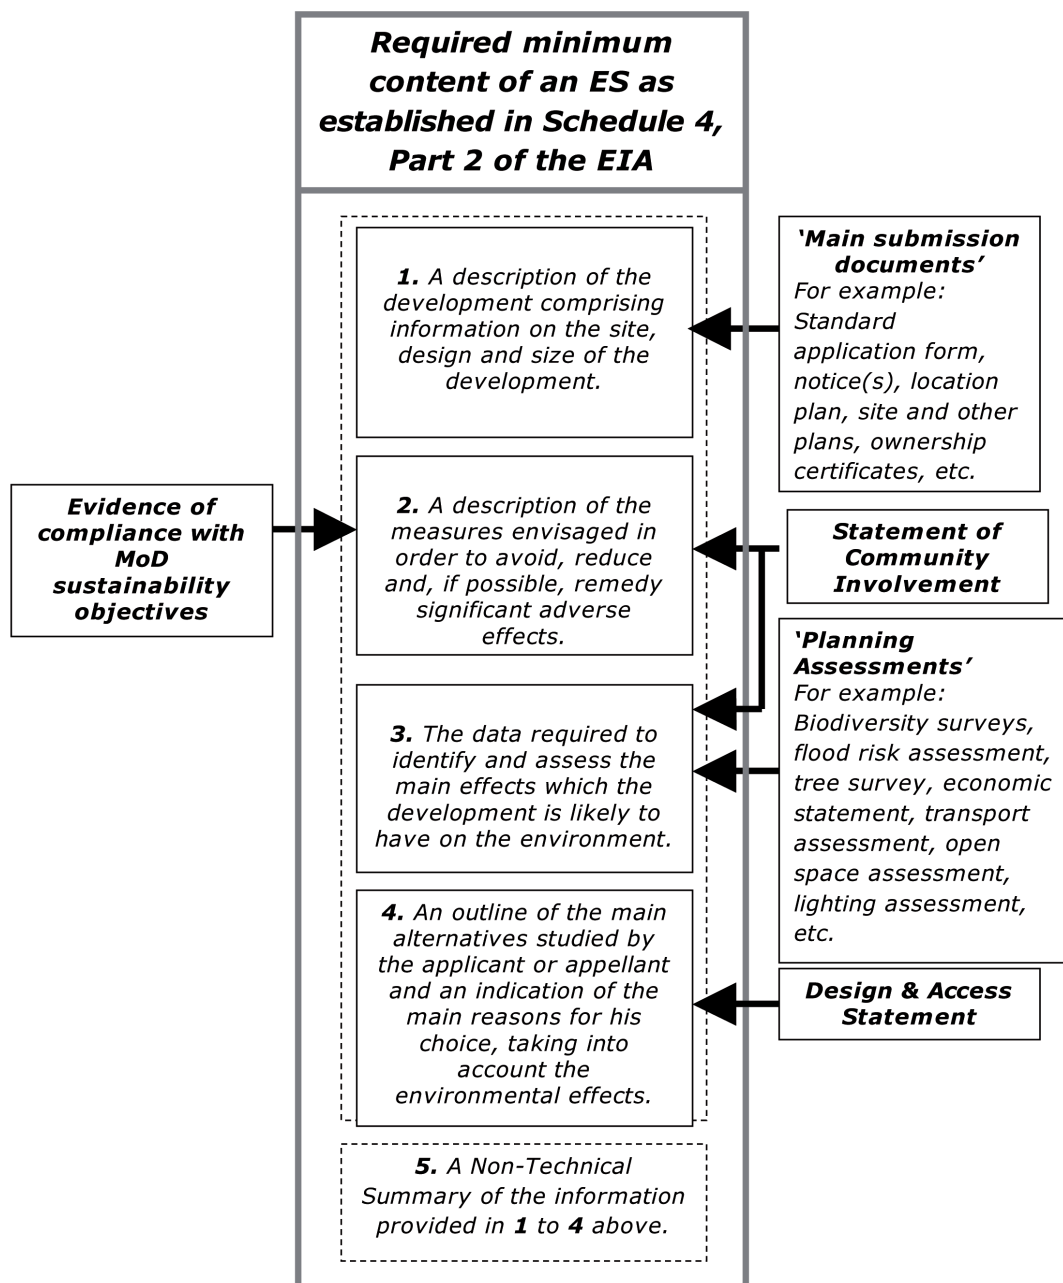 Required minimum
content of an ES as
established in Schedule 4,
Part 2 of the EIA
1. A description of the
development comprising
information on the site,
design and size of the
development.
‘Main submission
documents’
For example:
Standard
application form,
notice(s), location
plan, site and other
plans, ownership
certificates, etc.
Evidence of
compliance with
MoD
sustainability
objectives
2. A description of the
measures envisaged in
order to avoid, reduce
and, if possible, remedy
significant adverse
effects.
Statement of
Community
Involvement
3. The data required to
identify and assess the
main effects which the
development is likely to
have on the environment.
‘Planning
Assessments’
For example:
Biodiversity surveys,
flood risk assessment,
tree survey, economic
statement, transport
assessment, open
space assessment,
lighting assessment,
etc.
4. An outline of the main
alternatives studied by
the applicant or appellant
and an indication of the
main reasons for his
choice, taking into
account the
environmental effects.
Design & Access
Statement
5. A Non-Technical
Summary of the information
provided in 1 to 4 above.